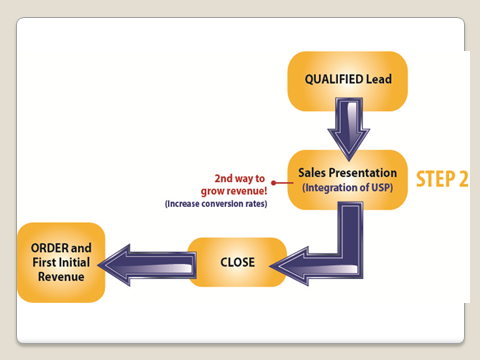 QUALIFIED Lead
2nd way to
grow revenue!
(Increase conversion rates)
Sales Presentation
(Integration of USP)
STEP 2
ORDER and
First Initial
Revenue
CLOSE